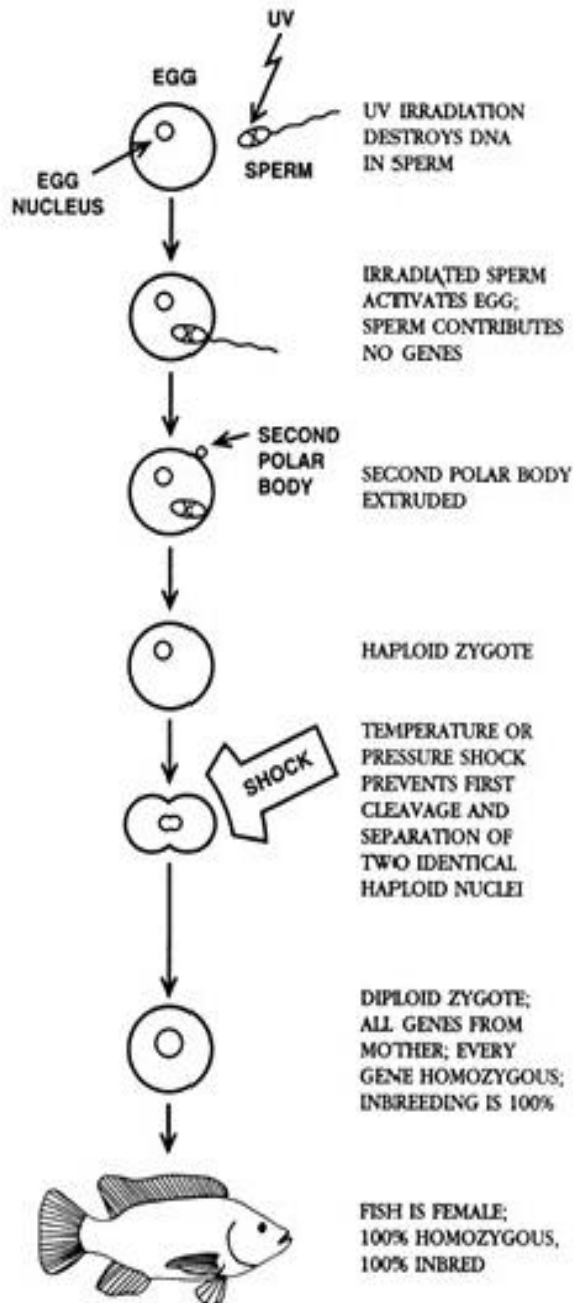 UV
EGG
UV IRRADIATION
DESTROYS DNA
IN SPERM
SPERM
EGG
NUCLEUS
IRRADIATED SPERM
ACTIVATES EGG;
SPERM CONTRIBUTES
NO GENES
SECOND
POLAR
BODY
SECOND POLAR BODY
EXTRUDED
HAPLOID ZYGOTE
TEMPERATURE OR
PRESSURE SHOCK
PREVENTS FIRST
CLEAVAGE AND
SEPARATION OF
TWO IDENTICAL
HAPLOID NUCLEI
SHOCK
DIPLOID ZYGOTE;
ALL GENES FROM
MOTHER; EVERY
GENE HOMOZYGOUS;
INBREEDING IS 100%
FISH IS FEMALE;
100% HOMOZYGOUS,
100% INBRED